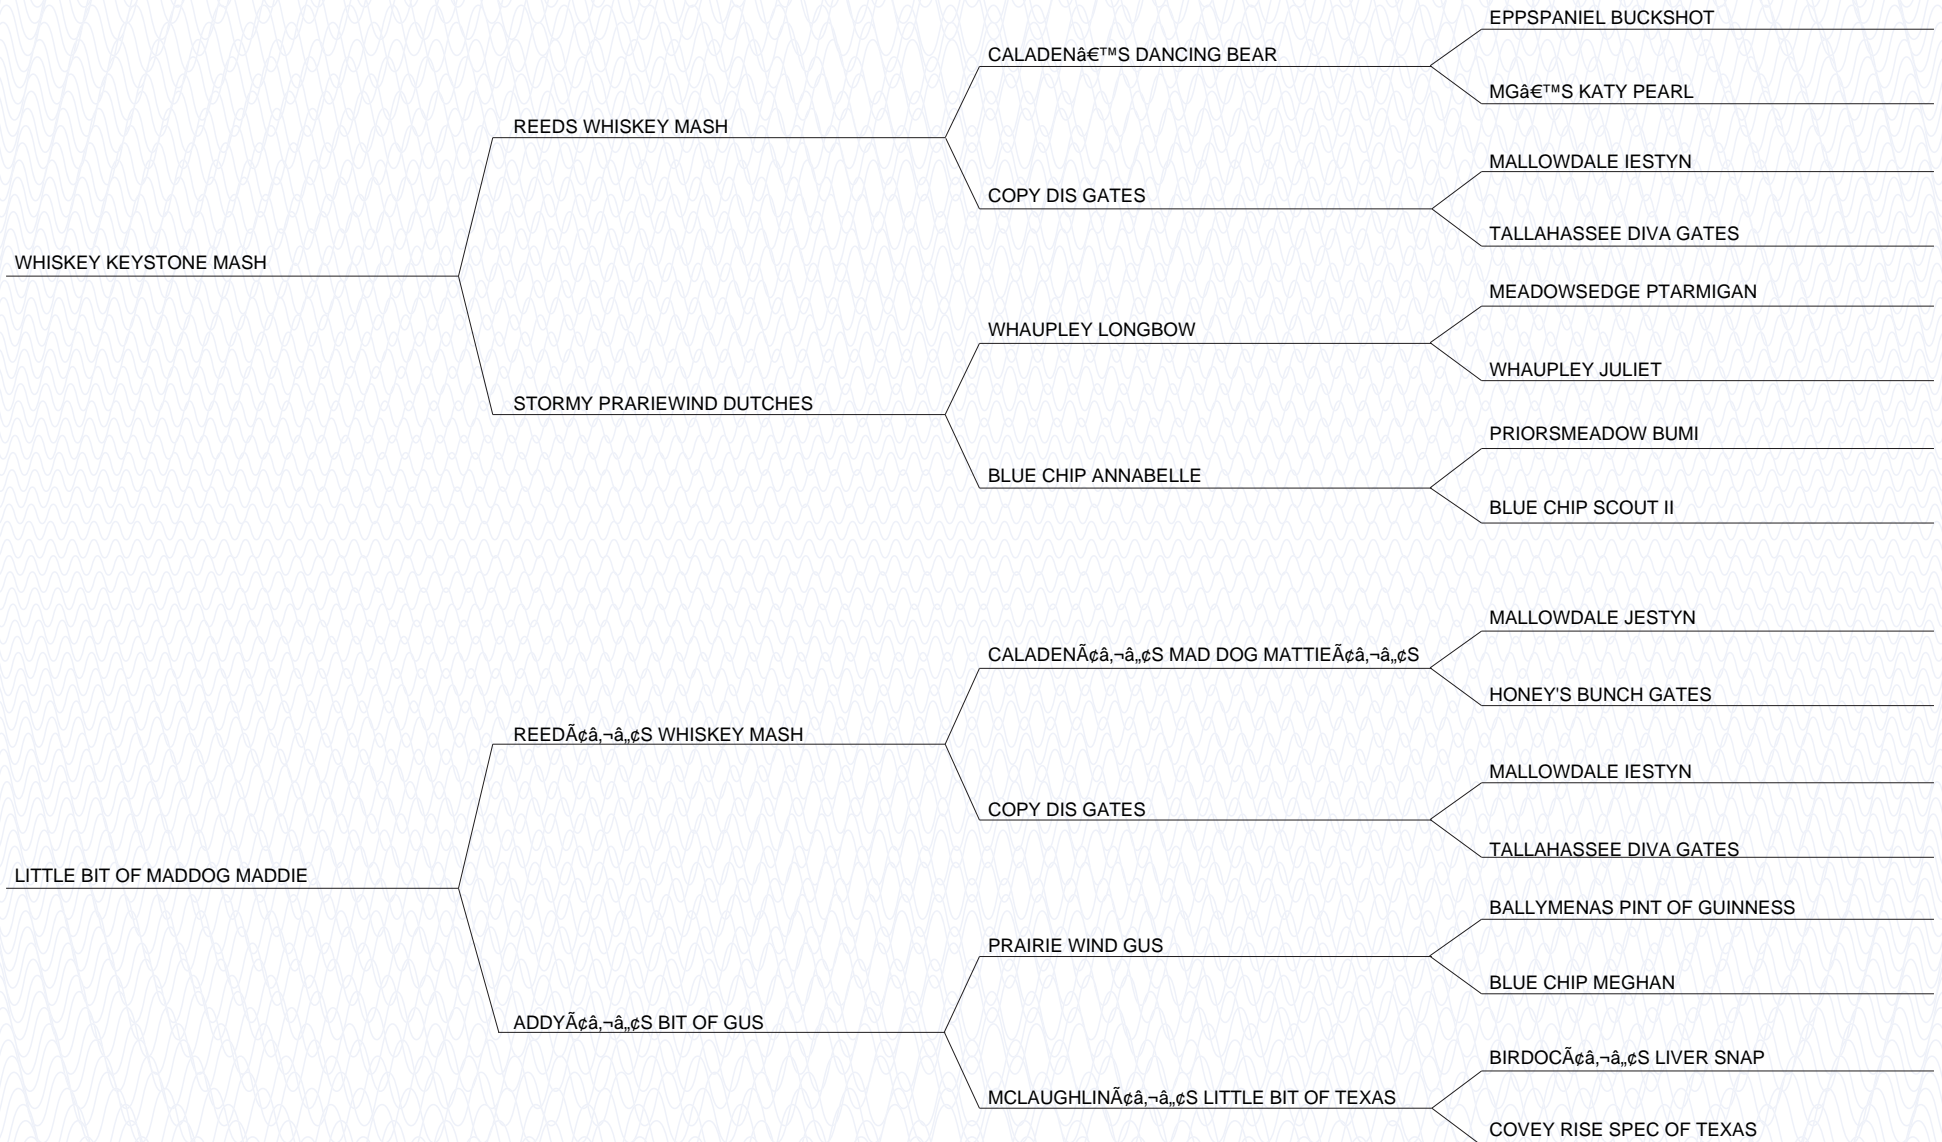 EPPSPANIEL BUCKSHOT
CALADENâ€™S DANCING BEAR
MGâ€™S KATY PEARL
REEDS WHISKEY MASH
MALLOWDALE IESTYN
COPY DIS GATES
TALLAHASSEE DIVA GATES
WHISKEY KEYSTONE MASH
MEADOWSEDGE PTARMIGAN
WHAUPLEY LONGBOW
WHAUPLEY JULIET
STORMY PRARIEWIND DUTCHES
PRIORSMEADOW BUMI
BLUE CHIP ANNABELLE
BLUE CHIP SCOUT II
MALLOWDALE JESTYN
CALADENÃ¢â‚¬â„¢S MAD DOG MATTIEÃ¢â‚¬â„¢S
HONEY'S BUNCH GATES
REEDÃ¢â‚¬â„¢S WHISKEY MASH
MALLOWDALE IESTYN
COPY DIS GATES
TALLAHASSEE DIVA GATES
LITTLE BIT OF MADDOG MADDIE
BALLYMENAS PINT OF GUINNESS
PRAIRIE WIND GUS
BLUE CHIP MEGHAN
ADDYÃ¢â‚¬â„¢S BIT OF GUS
BIRDOCÃ¢â‚¬â„¢S LIVER SNAP
MCLAUGHLINÃ¢â‚¬â„¢S LITTLE BIT OF TEXAS
COVEY RISE SPEC OF TEXAS